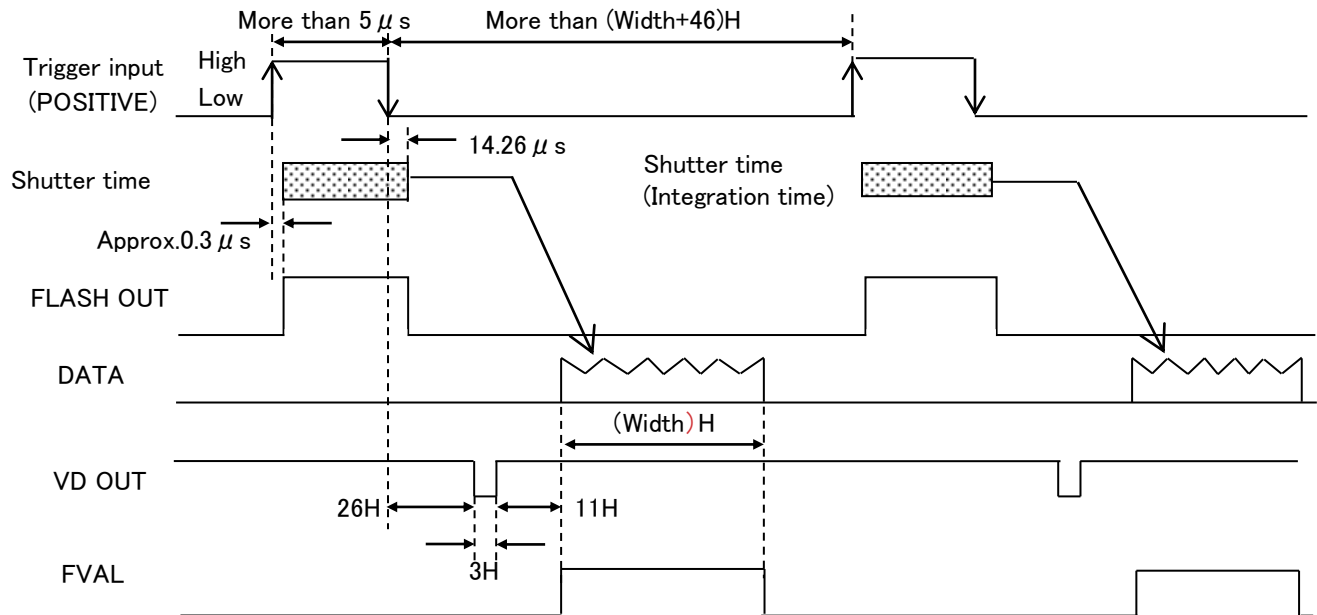 More than 5 μ s
More than (Width+46)H
Trigger input
(POSITIVE)
High
Low
14.26 μ s
Shutter time
Shutter time
(Integration time)
Approx.0.3 μ s
FLASH OUT
DATA
(Width) H
VD OUT
26H
11H
3H
FVAL